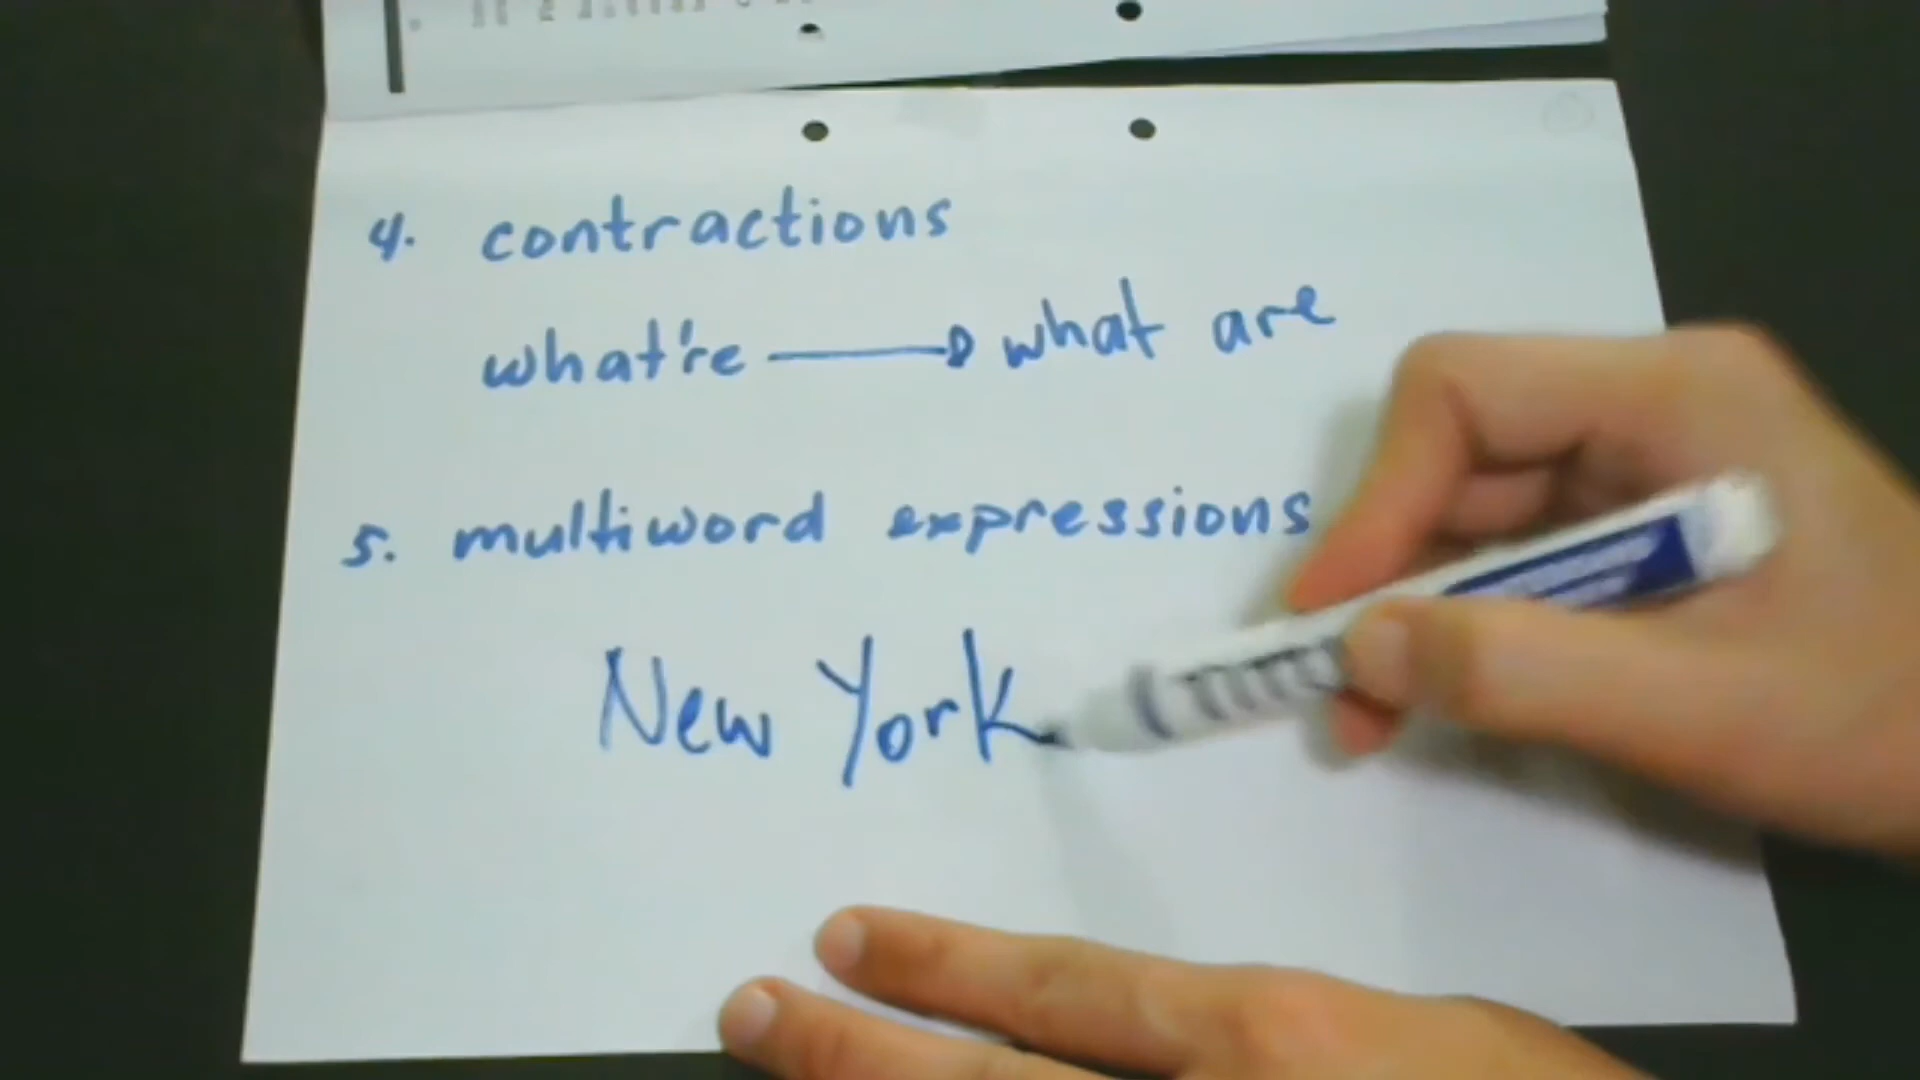 4. contractions
what're → what are
5. multiword expressions
New York